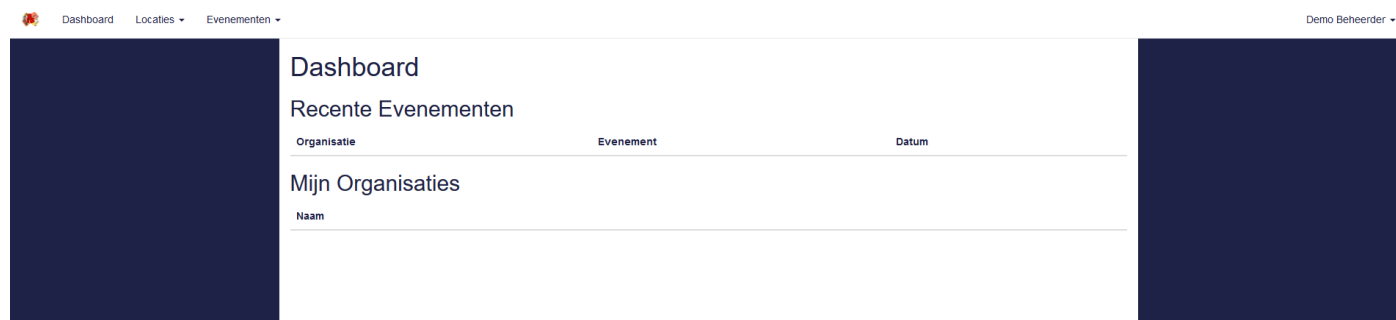 Dashboard Locaties Evenementen Demo Beheerder
Dashboard
Recente Evenementen
Organisatie Evenement Datum
Mijn Organisaties
Naam